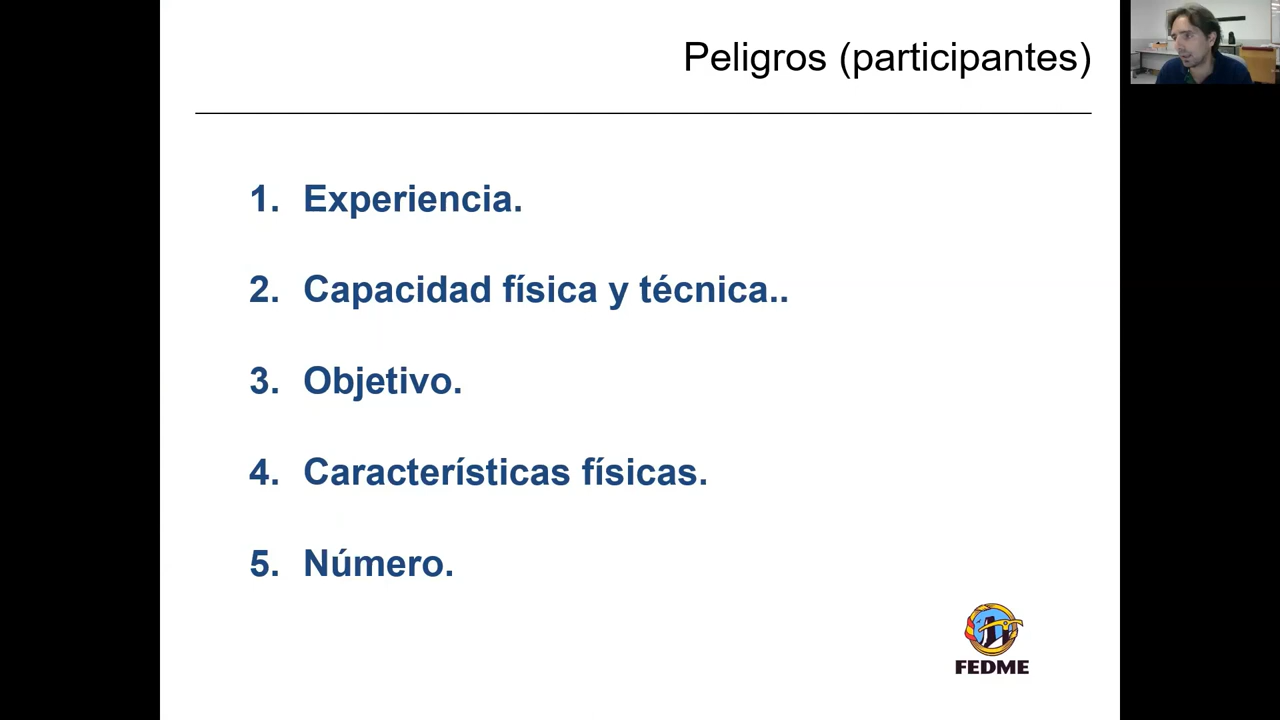 Peligros (participantes)
1. Experiencia.
2. Capacidad física y técnica..
3. Objetivo.
4. Características físicas.
5. Número.
FEDME